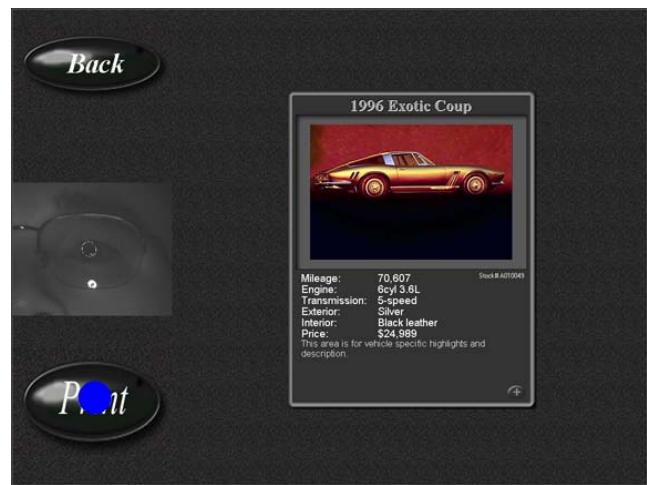 Back
1996 Exotic Coup
Stock# A010049
Mileage: 70,607
Engine: 6cyl 3.6L
Transmission: 5-speed
Exterior: Silver
Interior: Black leather
Price: $24,989
This area is for vehicle specific highlights and
description.